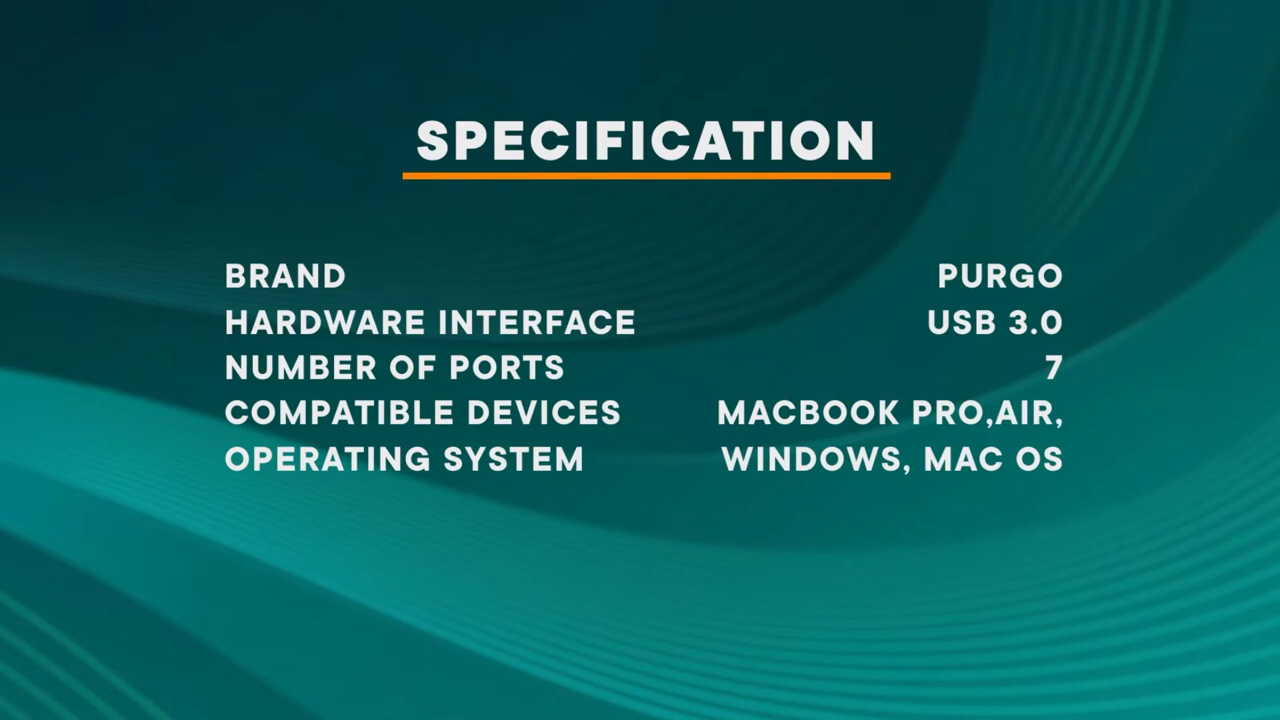 SPECIFICATION
BRAND PURGO
HARDWARE INTERFACE USB 3.0
NUMBER OF PORTS 7
COMPATIBLE DEVICES MACBOOK PRO,AIR,
OPERATING SYSTEM WINDOWS, MAC OS